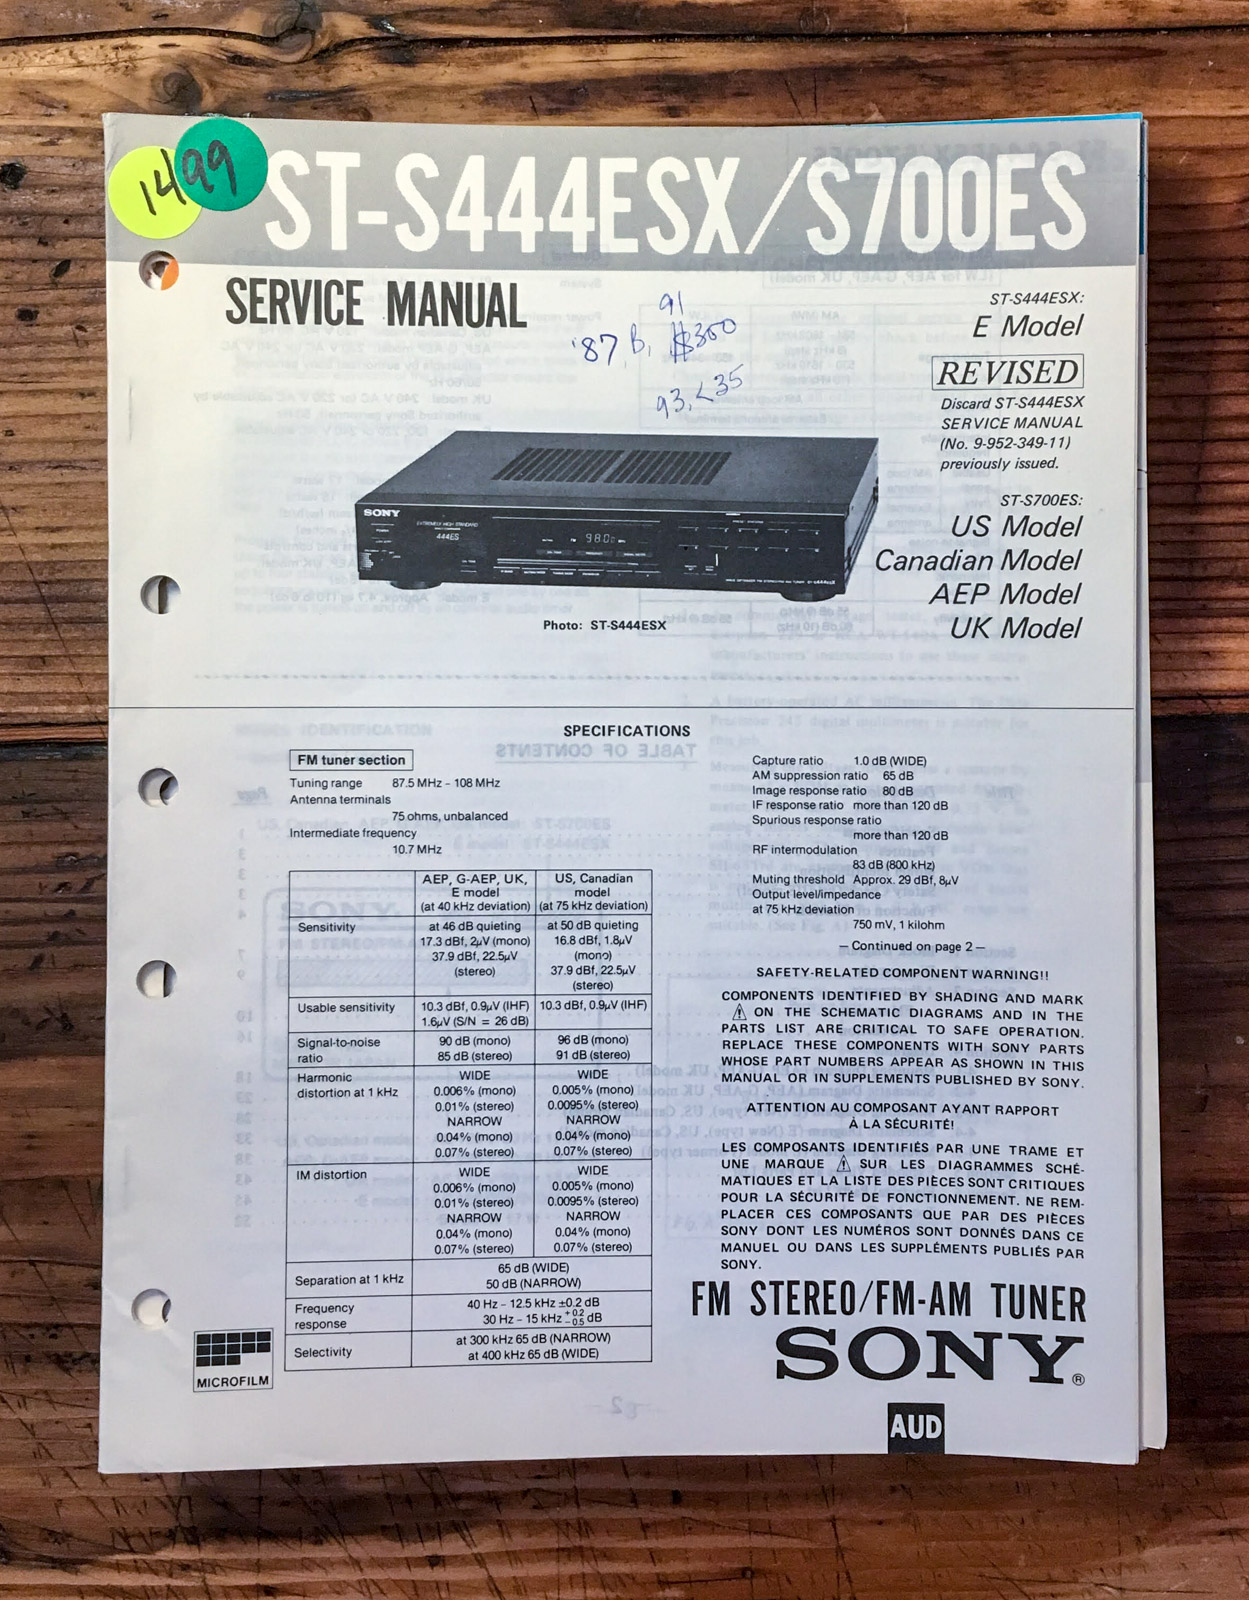 1499
ST-S444ESX/S700ES
SERVICE MANUAL
91
'87, B, $300
93, <35
ST-S444ESX:
E Model
REVISED
Discard ST-S444ESX
SERVICE MANUAL
(No. 9-952-349-11)
previously issued.
ST-S700ES:
US Model
Canadian Model
AEP Model
UK Model
SONY
EXTREMELY HIGH STANDARD
444ES
FM 980
Photo: ST-S444ESX
SPECIFICATIONS
FM tuner section
Tuning range 87.5 MHz – 108 MHz
Antenna terminals
75 ohms, unbalanced
Intermediate frequency
10.7 MHz
AEP, G-AEP, UK, E model (at 40 kHz deviation)
US, Canadian model (at 75 kHz deviation)
Sensitivity
at 46 dB quieting
17.3 dBf, 2µV (mono)
37.9 dBf, 22.5µV
(stereo)
at 50 dB quieting
16.8 dBf, 1.8µV
(mono)
37.9 dBf, 22.5µV
(stereo)
Usable sensitivity
10.3 dBf, 0.9µV (IHF)
1.6µV (S/N = 26 dB)
10.3 dBf, 0.9µV (IHF)
Signal-to-noise
ratio
90 dB (mono)
85 dB (stereo)
96 dB (mono)
91 dB (stereo)
Harmonic
distortion at 1 kHz
WIDE
0.006% (mono)
0.01% (stereo)
NARROW
0.04% (mono)
0.07% (stereo)
WIDE
0.005% (mono)
0.0095% (stereo)
NARROW
0.04% (mono)
0.07% (stereo)
IM distortion
WIDE
0.006% (mono)
0.01% (stereo)
NARROW
0.04% (mono)
0.07% (stereo)
WIDE
0.005% (mono)
0.0095% (stereo)
NARROW
0.04% (mono)
0.07% (stereo)
Separation at 1 kHz
65 dB (WIDE)
50 dB (NARROW)
Frequency
response
40 Hz – 12.5 kHz ±0.2 dB
30 Hz – 15 kHz +0.2 −0.5 dB
Selectivity
at 300 kHz 65 dB (NARROW)
at 400 kHz 65 dB (WIDE)
Capture ratio 1.0 dB (WIDE)
AM suppression ratio 65 dB
Image response ratio 80 dB
IF response ratio more than 120 dB
Spurious response ratio
more than 120 dB
RF intermodulation
83 dB (800 kHz)
Muting threshold Approx. 29 dBf, 8µV
Output level/impedance
at 75 kHz deviation
750 mV, 1 kilohm
– Continued on page 2 –
SAFETY-RELATED COMPONENT WARNING!!
COMPONENTS IDENTIFIED BY SHADING AND MARK
⚠ ON THE SCHEMATIC DIAGRAMS AND IN THE
PARTS LIST ARE CRITICAL TO SAFE OPERATION.
REPLACE THESE COMPONENTS WITH SONY PARTS
WHOSE PART NUMBERS APPEAR AS SHOWN IN THIS
MANUAL OR IN SUPPLEMENTS PUBLISHED BY SONY.
ATTENTION AU COMPOSANT AYANT RAPPORT
À LA SÉCURITÉ!
LES COMPOSANTS IDENTIFIÉS PAR UNE TRAME ET
UNE MARQUE ⚠ SUR LES DIAGRAMMES SCHÉ-
MATIQUES ET LA LISTE DES PIÈCES SONT CRITIQUES
POUR LA SÉCURITÉ DE FONCTIONNEMENT. NE REM-
PLACER CES COMPOSANTS QUE PAR DES PIÈCES
SONY DONT LES NUMÉROS SONT DONNÉS DANS CE
MANUEL OU DANS LES SUPPLÉMENTS PUBLIÉS PAR
SONY.
FM STEREO/FM-AM TUNER
SONY®
MICROFILM
AUD